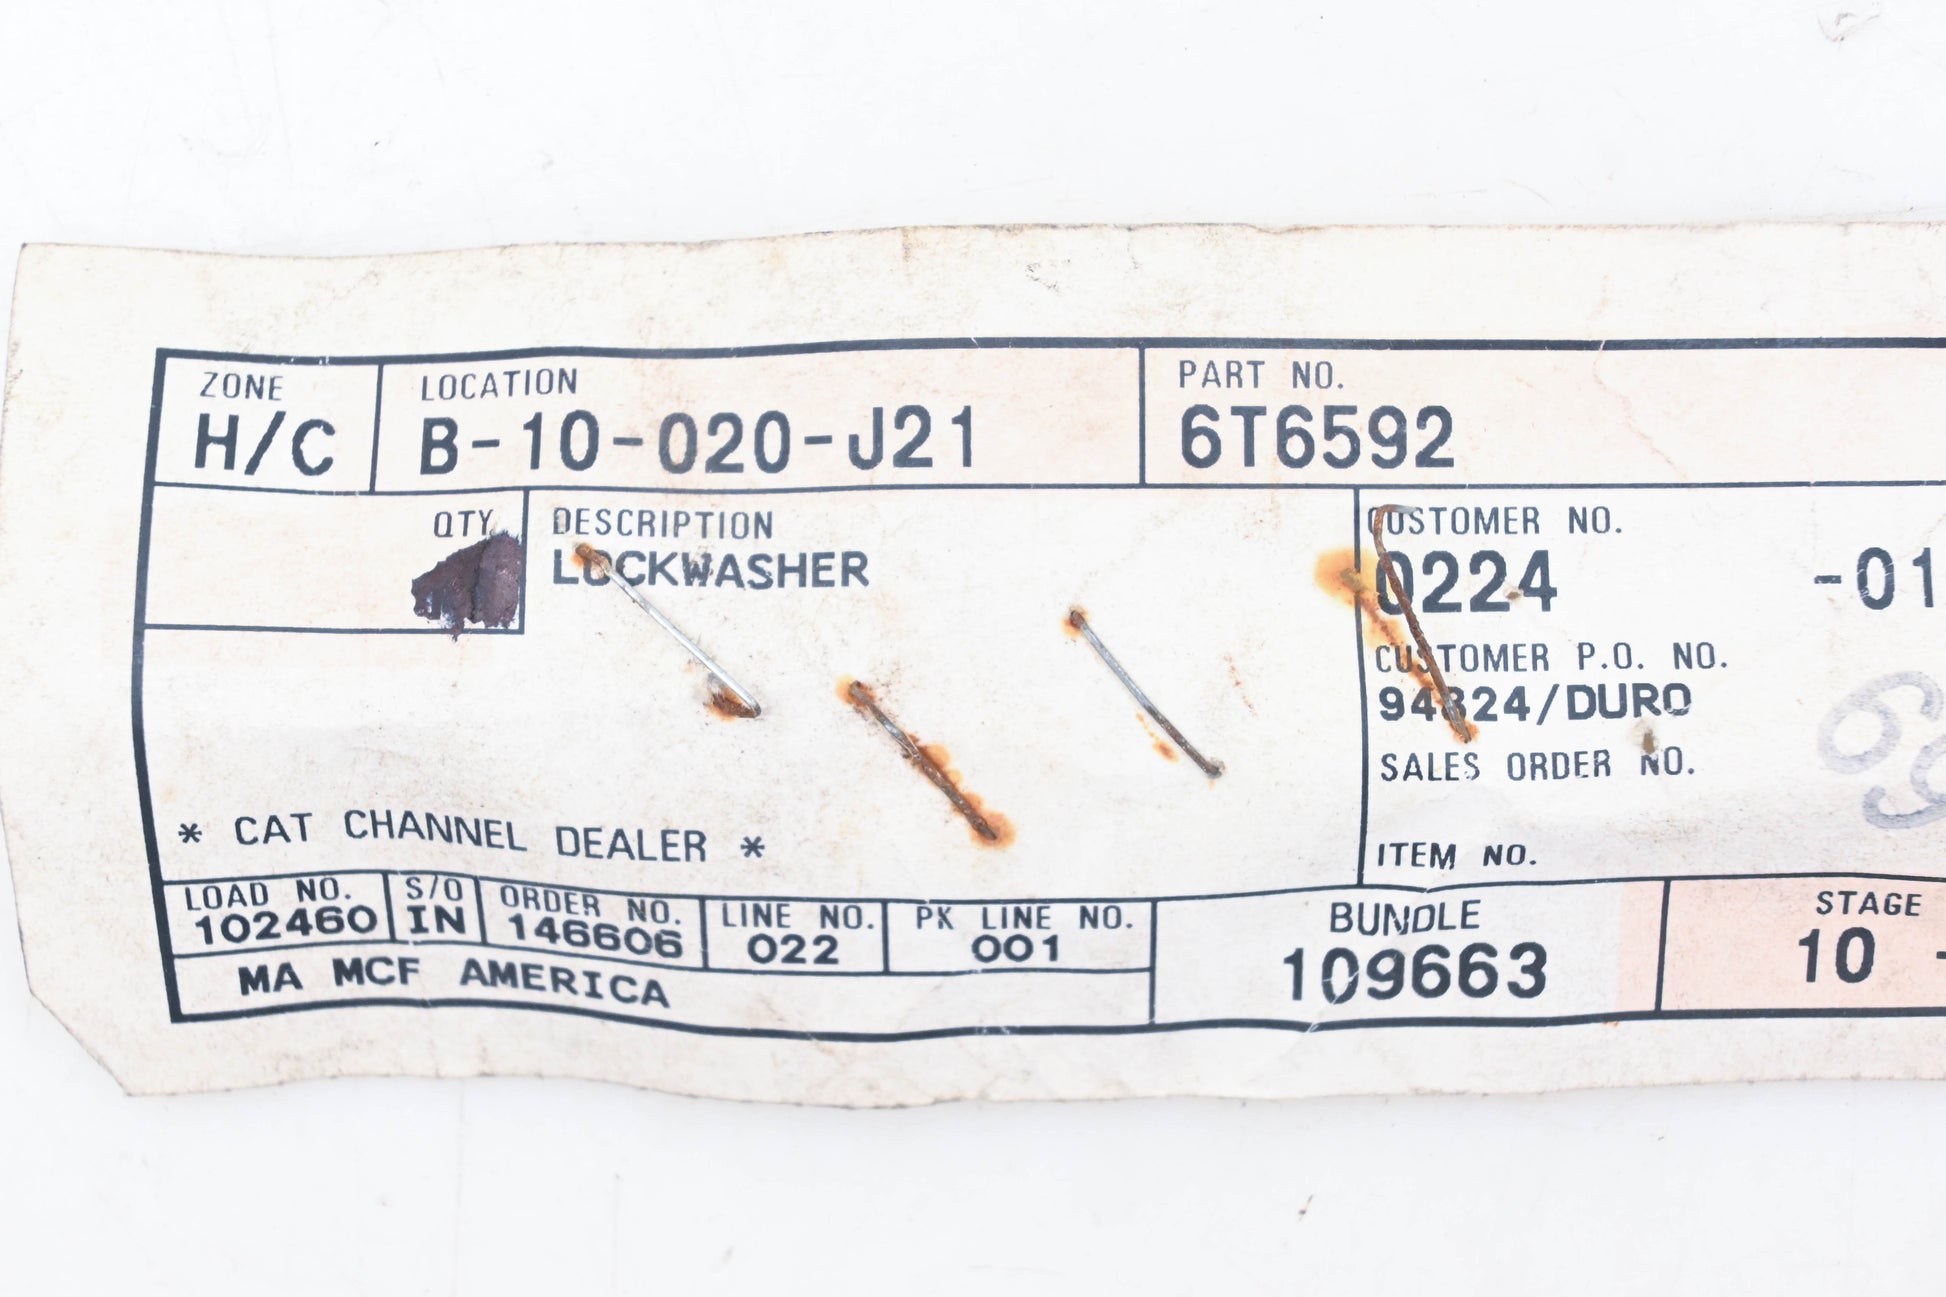 ZONE LOCATION PART NO.
H/C B-10-020-J21 6T6592
QTY DESCRIPTION CUSTOMER NO.
LOCKWASHER 0224 -01
CUSTOMER P.O. NO.
94824/DURO
SALES ORDER NO.
* CAT CHANNEL DEALER *
ITEM NO.
LOAD NO. S/O ORDER NO. LINE NO. PK LINE NO. BUNDLE STAGE
102460 IN 146606 022 001 109663 10 -
MA MCF AMERICA